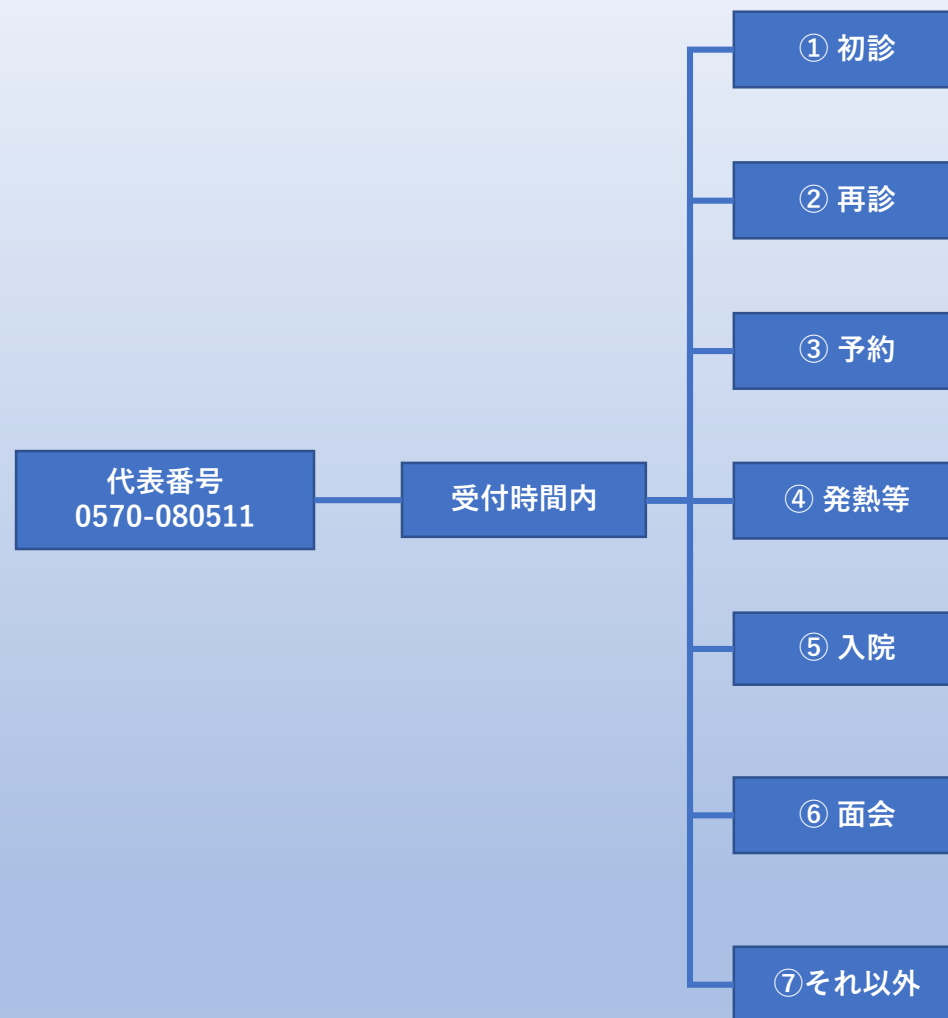 ① 初診
② 再診
③ 予約
代表番号
0570-080511
受付時間内
④ 発熱等
⑤ 入院
⑥ 面会
⑦それ以外